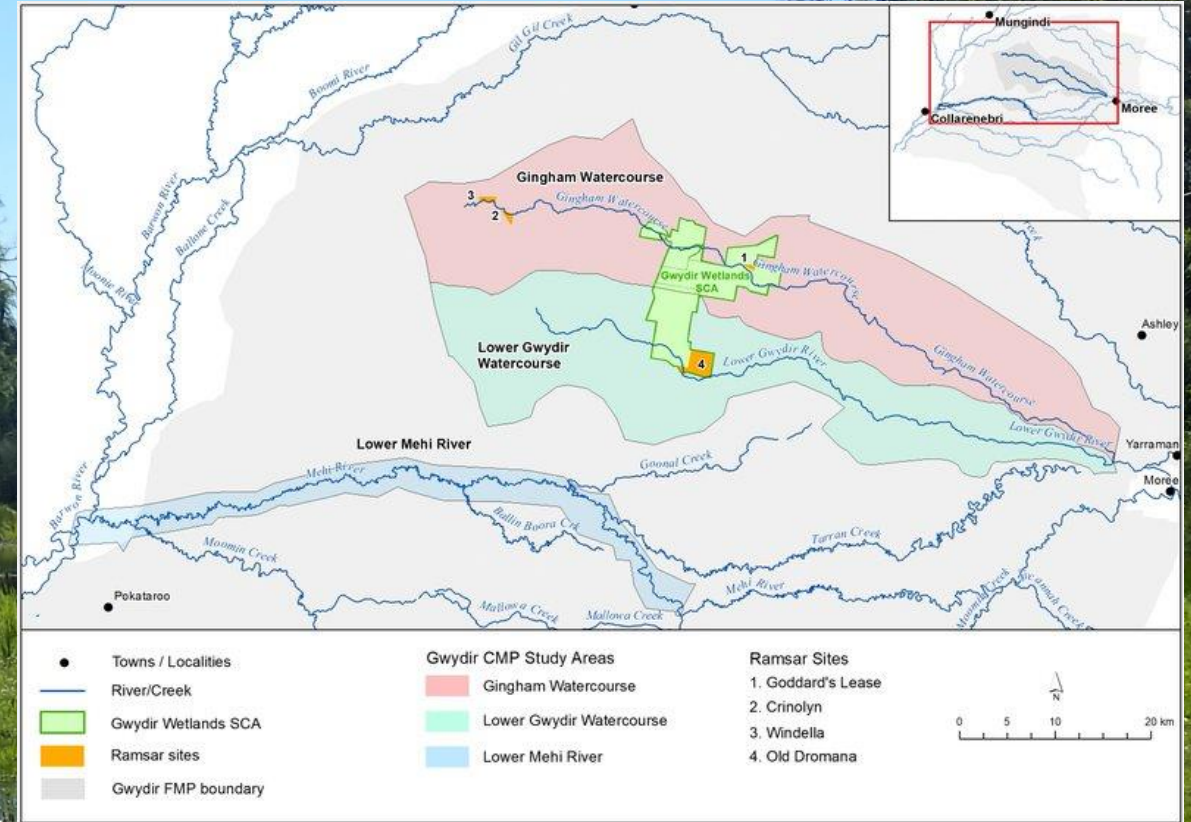 Mungindi
Moree
Collarenebri
Gil Gil Creek
Boomi River
Barwon River
Ballone Creek
Moonie River
Gingham Watercourse
Gingham Watercourse
3
2
1
Gingham Watercourse
Gwydir Wetlands
SCA
Ashley
Lower Gwydir
Watercourse
4
Lower Gwydir River
Gingham Watercourse
Lower Gwydir River
Yarraman
Moree
Lower Mehi River
Mehi River
Goonal Creek
Barwon River
Ballin Boora Crk
Tarran Creek
Moomin Creek
Mehi River
Pokataroo
Mallowa Creek
Mallowa Creek
Moomin Creek
Towns / Localities
River/Creek
Gwydir Wetlands SCA
Ramsar sites
Gwydir FMP boundary
Gwydir CMP Study Areas
Gingham Watercourse
Lower Gwydir Watercourse
Lower Mehi River
Ramsar Sites
1. Goddard's Lease
2. Crinolyn
3. Windella
4. Old Dromana
N
0 5 10 20 km